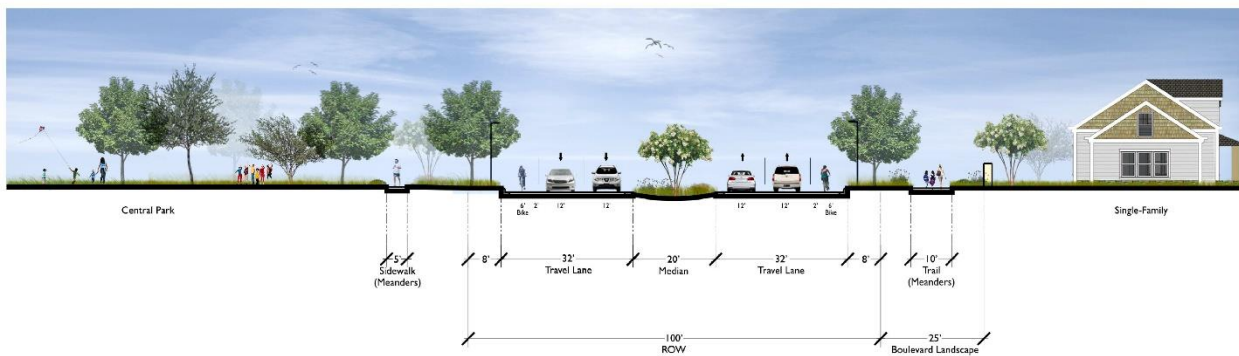 6' 2' 12' 12' 12' 12' 2' 6'
Bike Bike
Central Park
Single-Family
5'
Sidewalk
(Meanders)
8'
32'
Travel Lane
20'
Median
32'
Travel Lane
8'
10'
Trail
(Meanders)
100'
ROW
25'
Boulevard Landscape